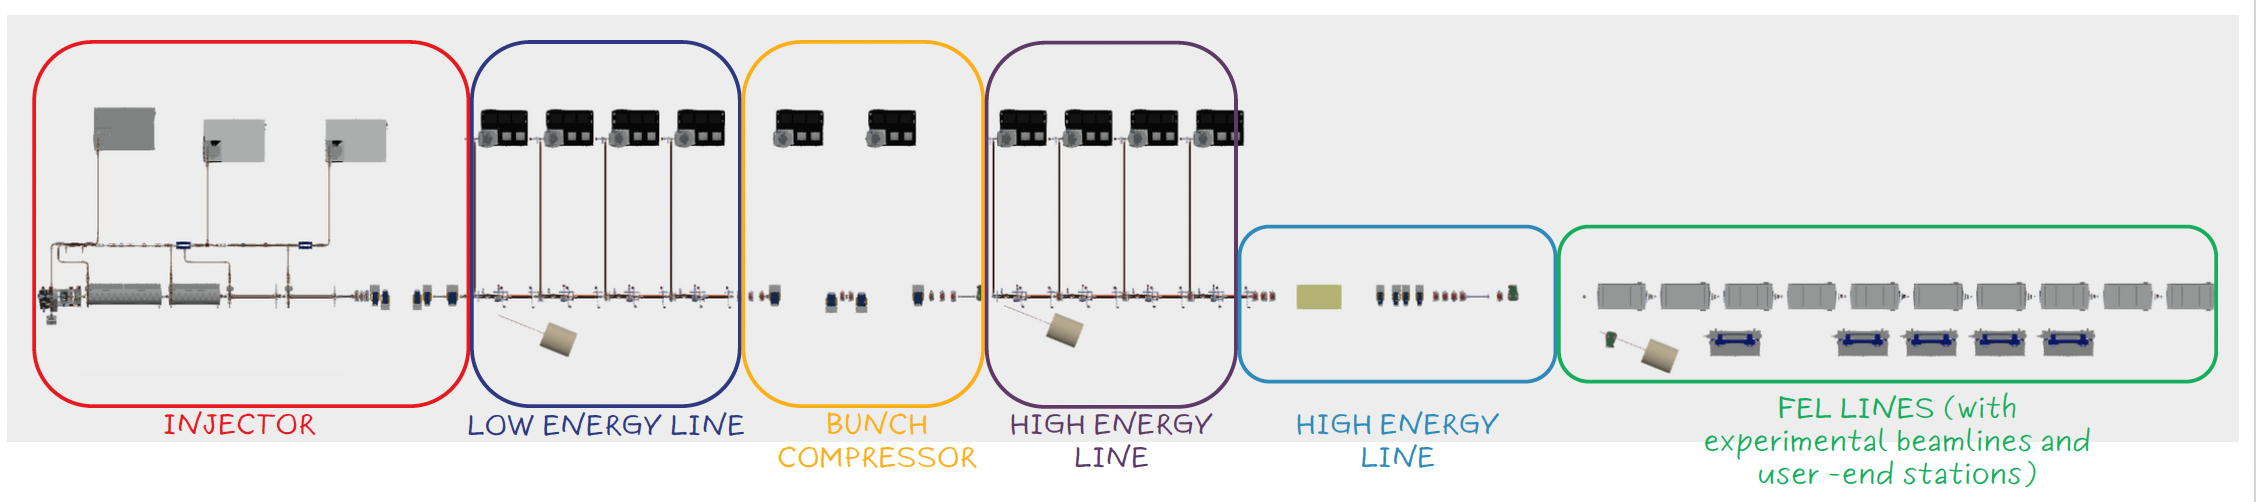 INJECTOR
LOW ENERGY LINE
BUNCH
COMPRESSOR
HIGH ENERGY
LINE
HIGH ENERGY
LINE
FEL LINES (with
experimental beamlines and
user -end stations)